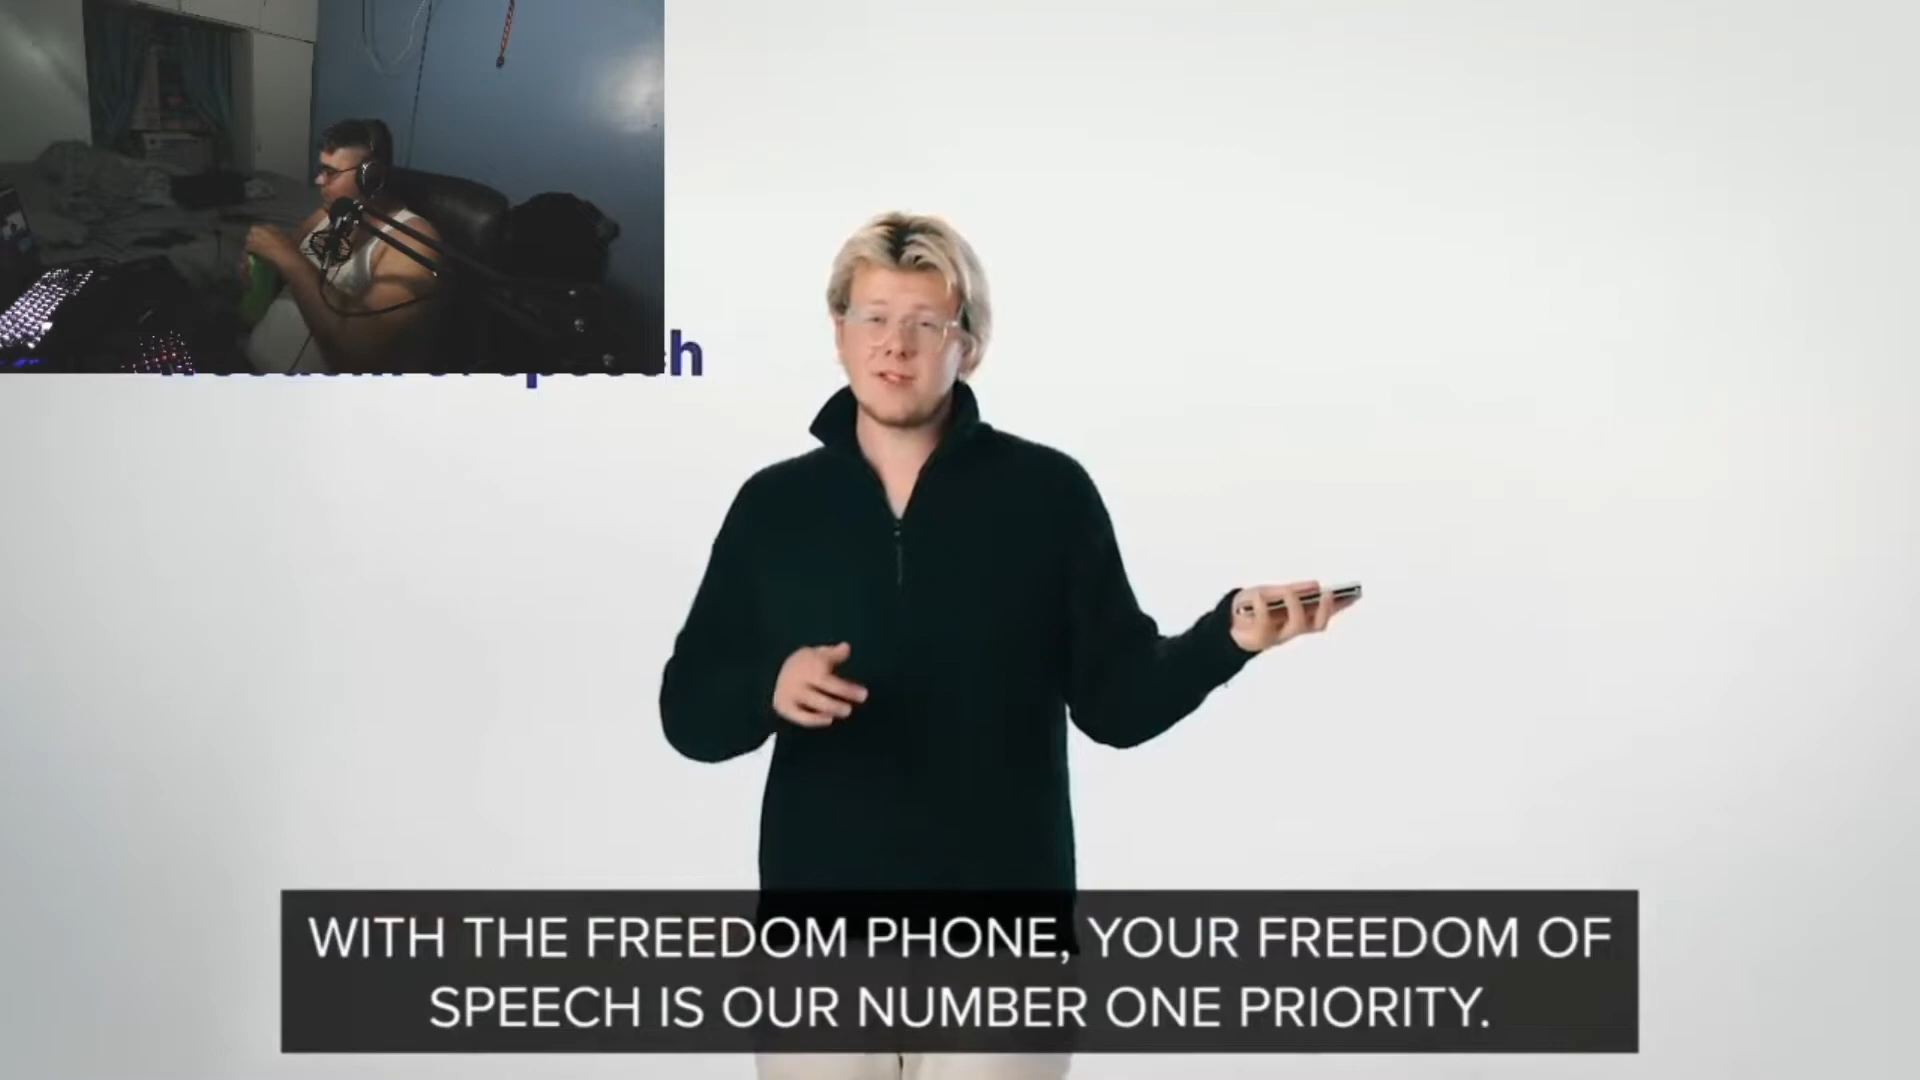 WITH THE FREEDOM PHONE, YOUR FREEDOM OF
SPEECH IS OUR NUMBER ONE PRIORITY.